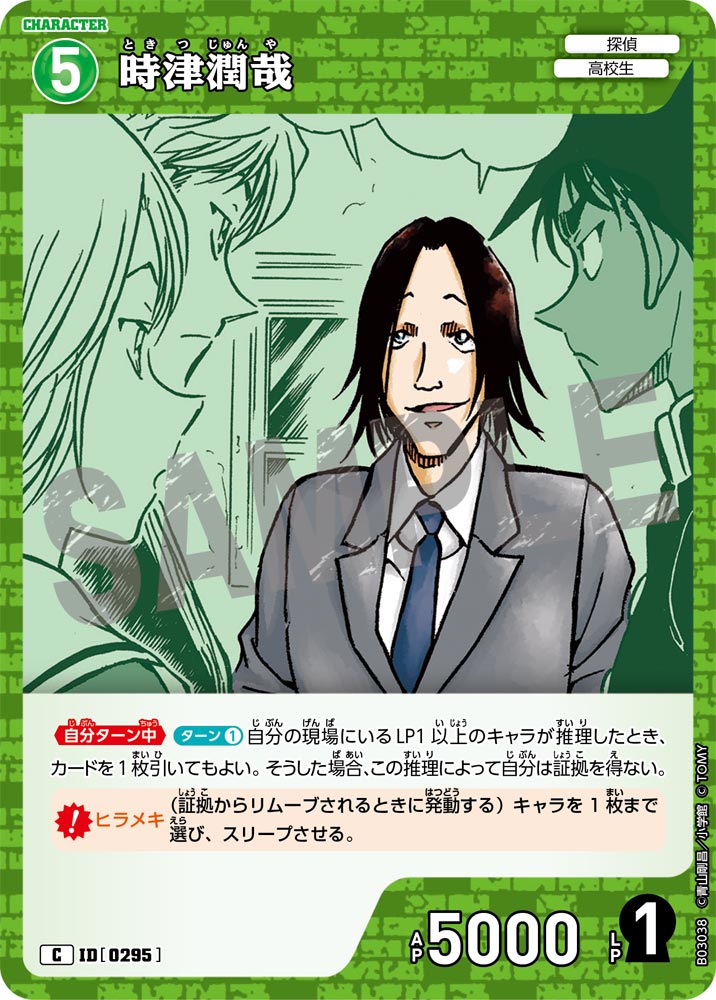 CHARACTER
5
ときつじゅんや
時津潤哉
探偵
高校生
SAMPLE
自分ターン中 ターン1 自分の現場にいるLP1以上のキャラが推理したとき、
カードを1枚引いてもよい。そうした場合、この推理によって自分は証拠を得ない。
ヒラメキ (証拠からリムーブされるときに発動する) キャラを1枚まで
選び、スリープさせる。
C ID[0295]
AP 5000 LP 1
B03038 ©青山剛昌/小学館 ©TOMY